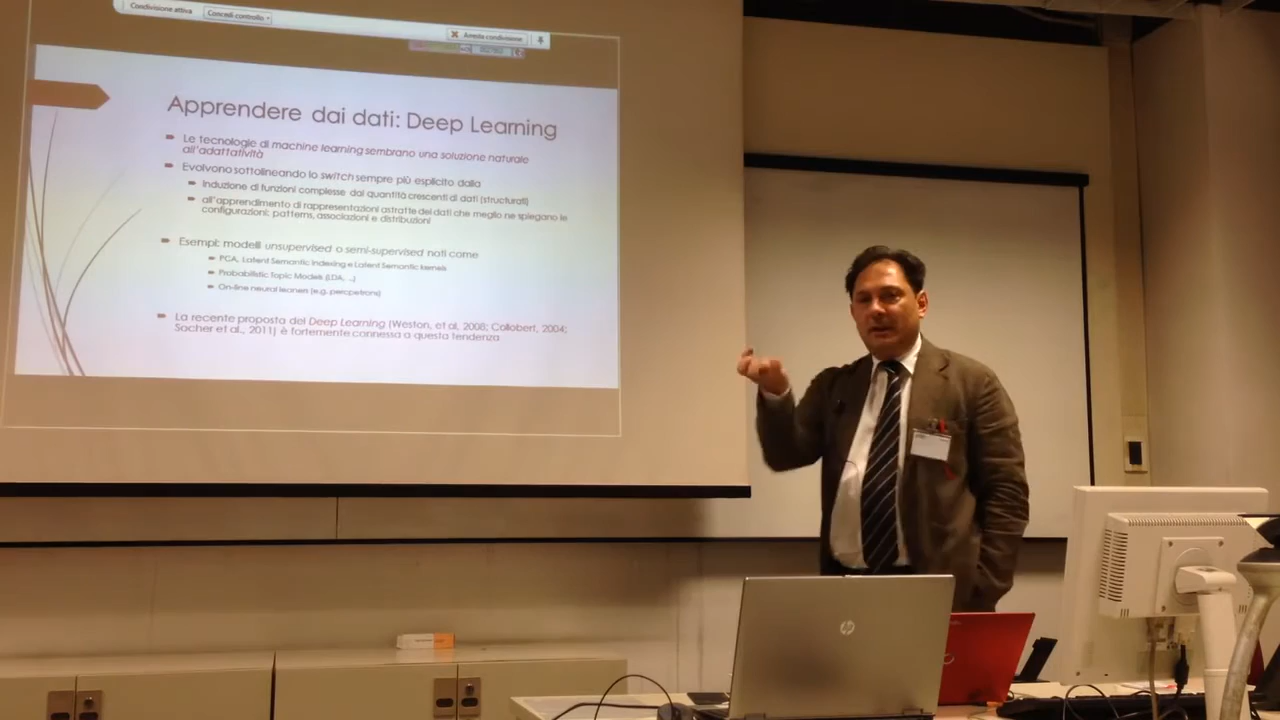 Condivisione attiva
Concedi controllo
Arresta condivisione
Apprendere dai dati: Deep Learning
Le tecnologie di machine learning sembrano una soluzione naturale
all'adattatività
Evolvono sottolineando lo switch sempre più esplicito dalla
Induzione di funzioni complesse dai quantità crescenti di dati (structurati)
all'apprendimento di rappresentazioni astratte dei dati che meglio ne spiegano le
configurazioni: patterns, associazioni e distribuzioni
Esempi: modelli unsupervised o semi-supervised nati come
PCA, Latent Semantic Indexing e Latent Semantic kernels
Probabilistic Topic Models (LDA, ...)
On-line neural learners (e.g. percpetrons)
La recente proposta del Deep Learning (Weston, et al, 2008; Collobert, 2004;
Socher et al., 2011) è fortemente connessa a questa tendenza
hp